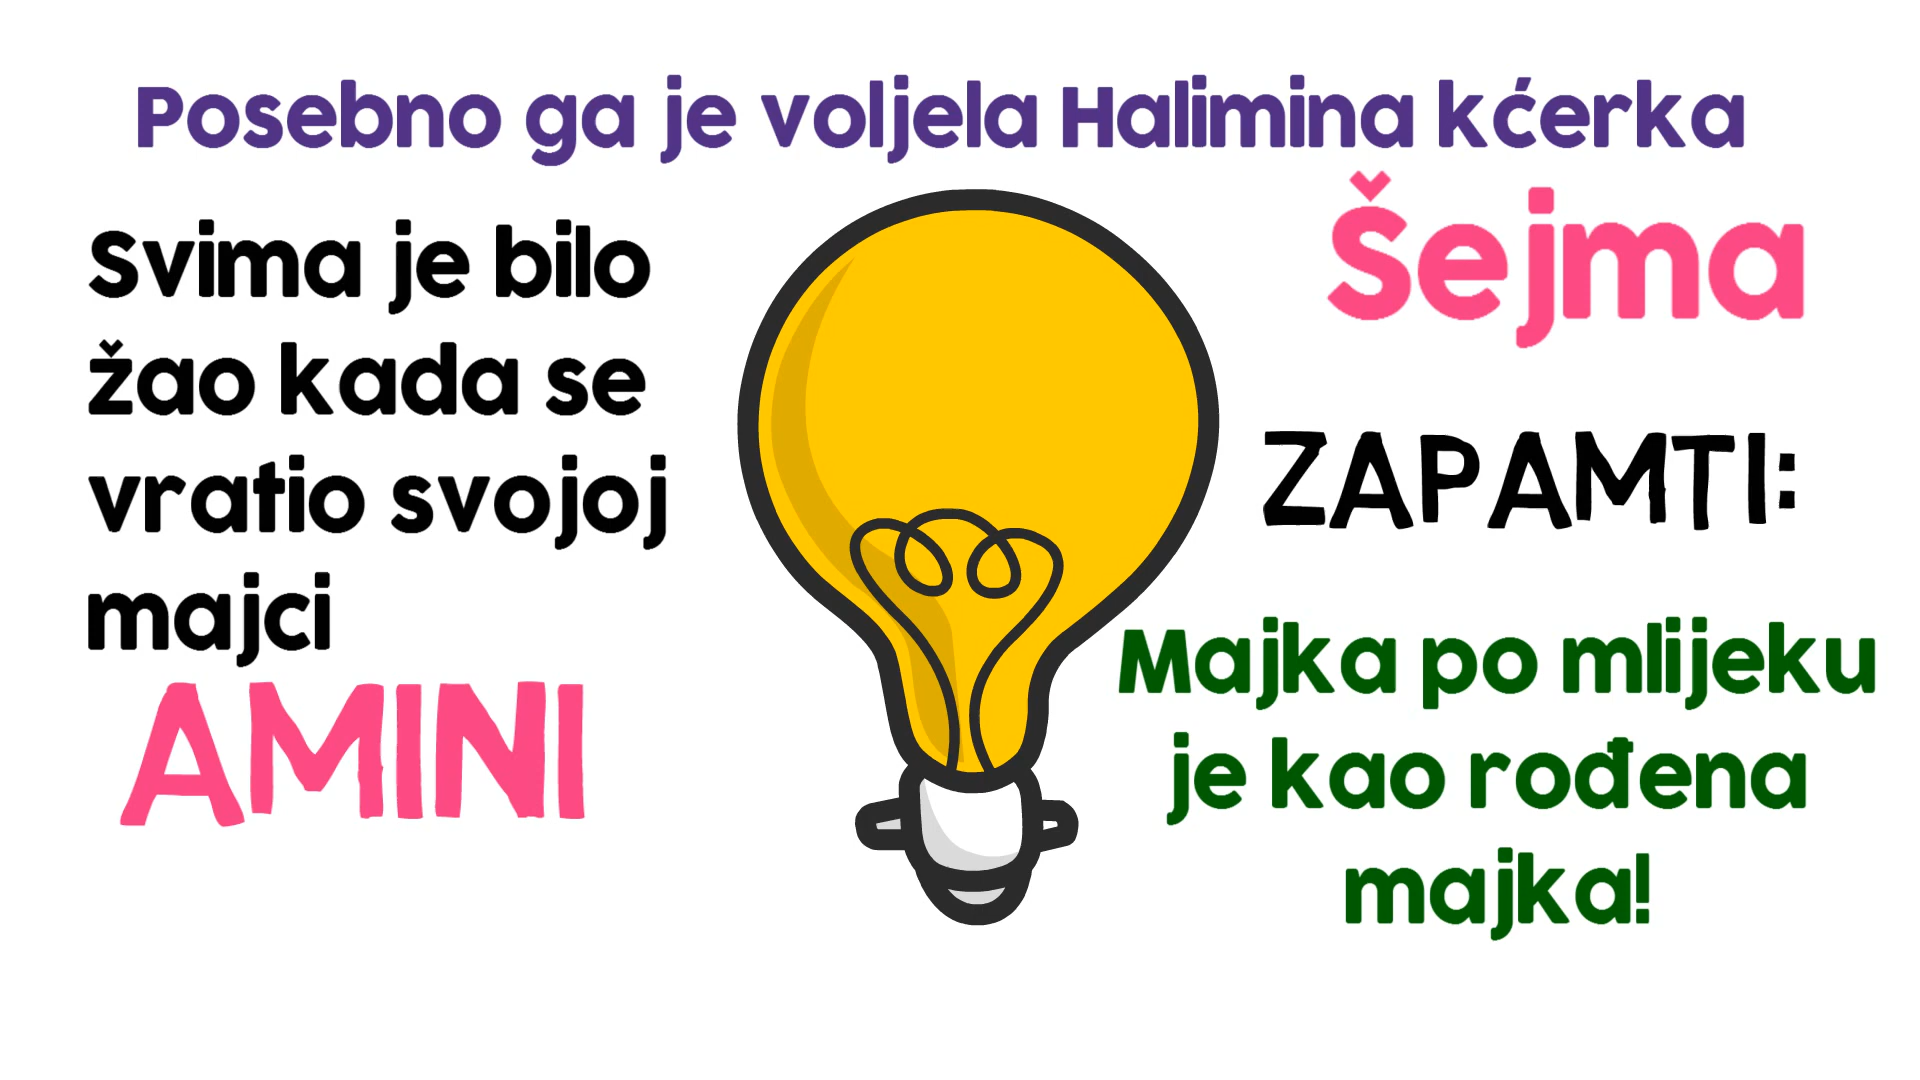 Posebno ga je voljela Halimina kćerka
Šejma
Svima je bilo
žao kada se
vratio svojoj
majci
AMINI
ZAPAMTI:
Majka po mlijeku
je kao rođena
majka!